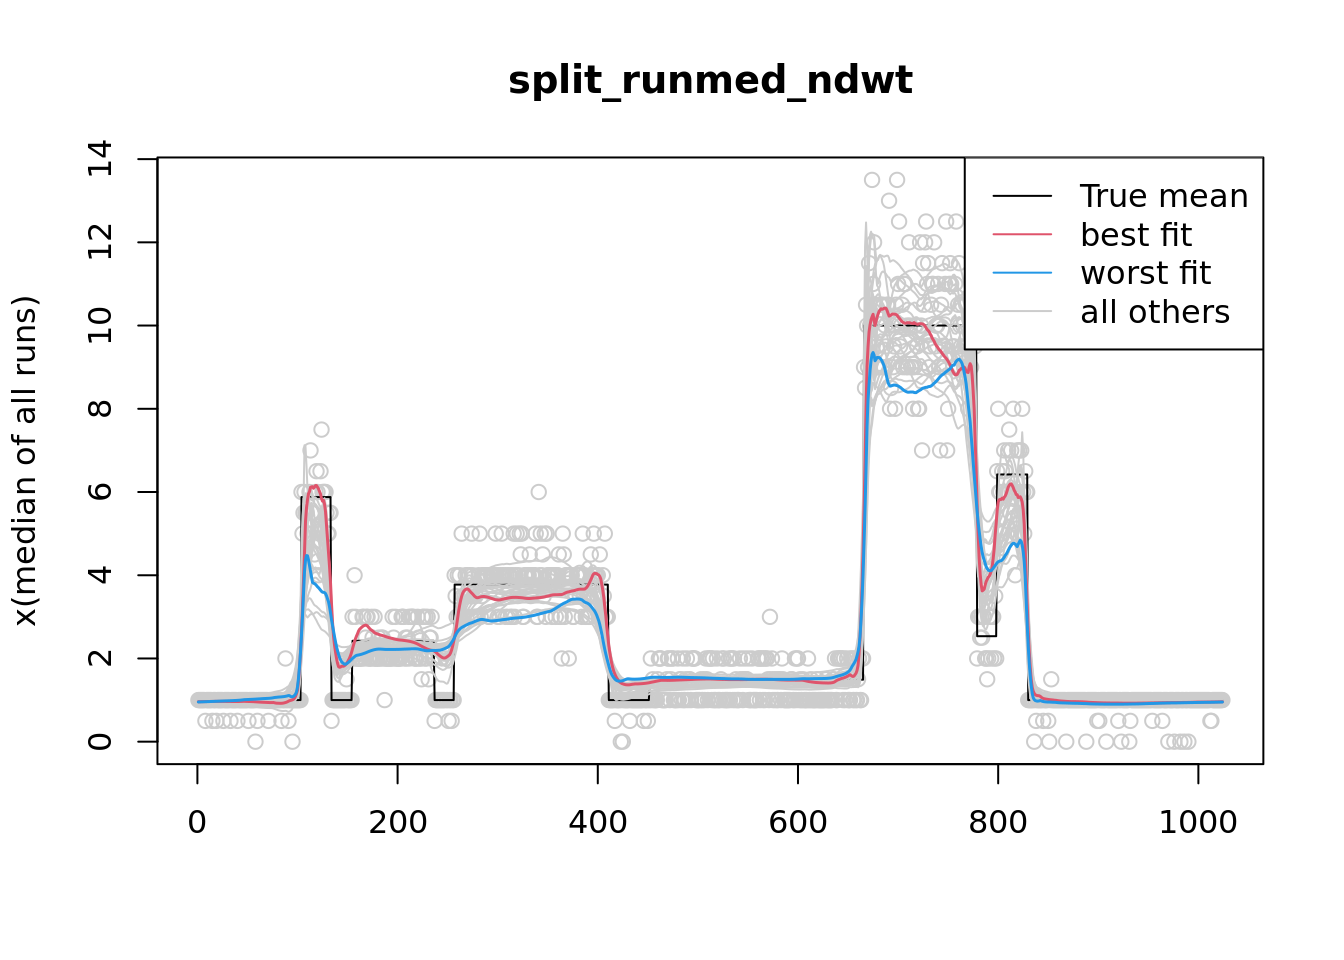 split_runmed_ndwt
x(median of all runs)
14
12
10
8
6
4
2
0
True mean
best fit
worst fit
all others
0 200 400 600 800 1000